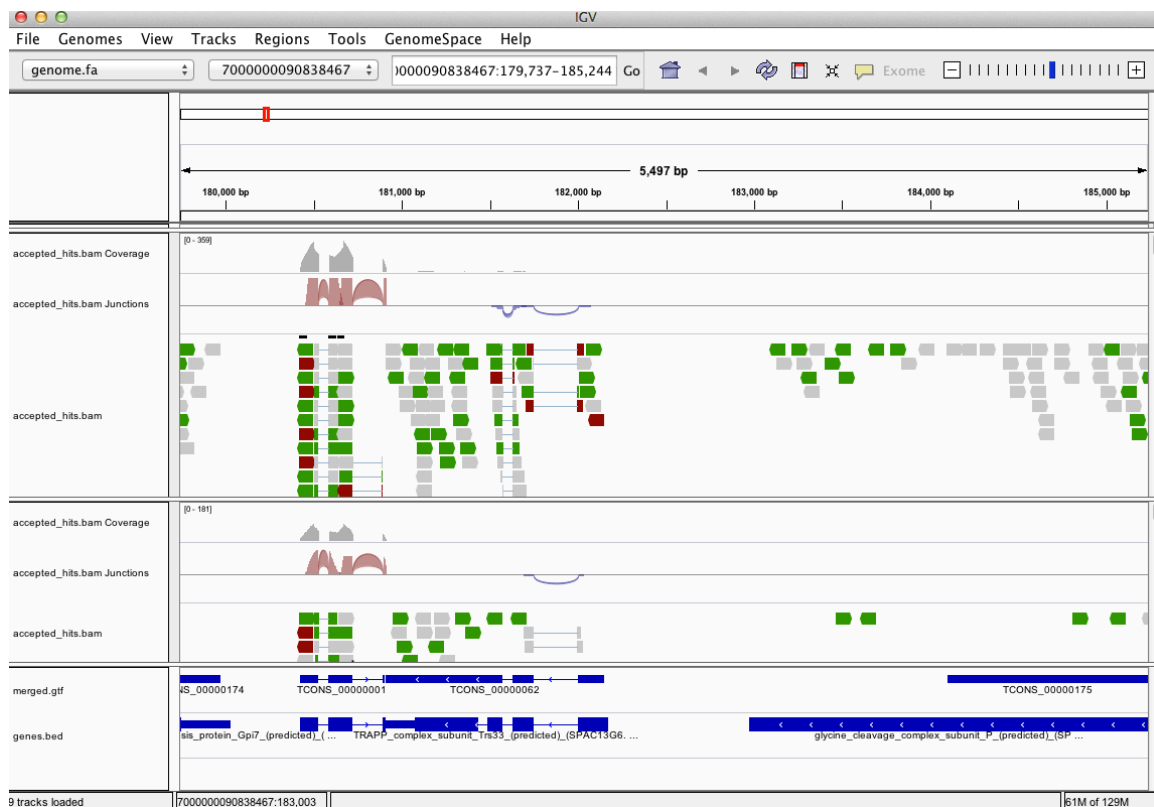 IGV
File Genomes View Tracks Regions Tools GenomeSpace Help
genome.fa 7000000090838467 )000090838467:179,737-185,244 Go Exome
5,497 bp
180,000 bp 181,000 bp 182,000 bp 183,000 bp 184,000 bp 185,000 bp
[0 - 359]
accepted_hits.bam Coverage
accepted_hits.bam Junctions
accepted_hits.bam
[0 - 181]
accepted_hits.bam Coverage
accepted_hits.bam Junctions
accepted_hits.bam
merged.gtf
NS_00000174 TCONS_00000001 TCONS_00000062 TCONS_00000175
genes.bed
sis_protein_Gpi7_(predicted)_( ... TRAPP_complex_subunit_Trs33_(predicted)_(SPAC13G6. ... glycine_cleavage_complex_subunit_P_(predicted)_(SP ...
9 tracks loaded 7000000090838467:183,003 61M of 129M